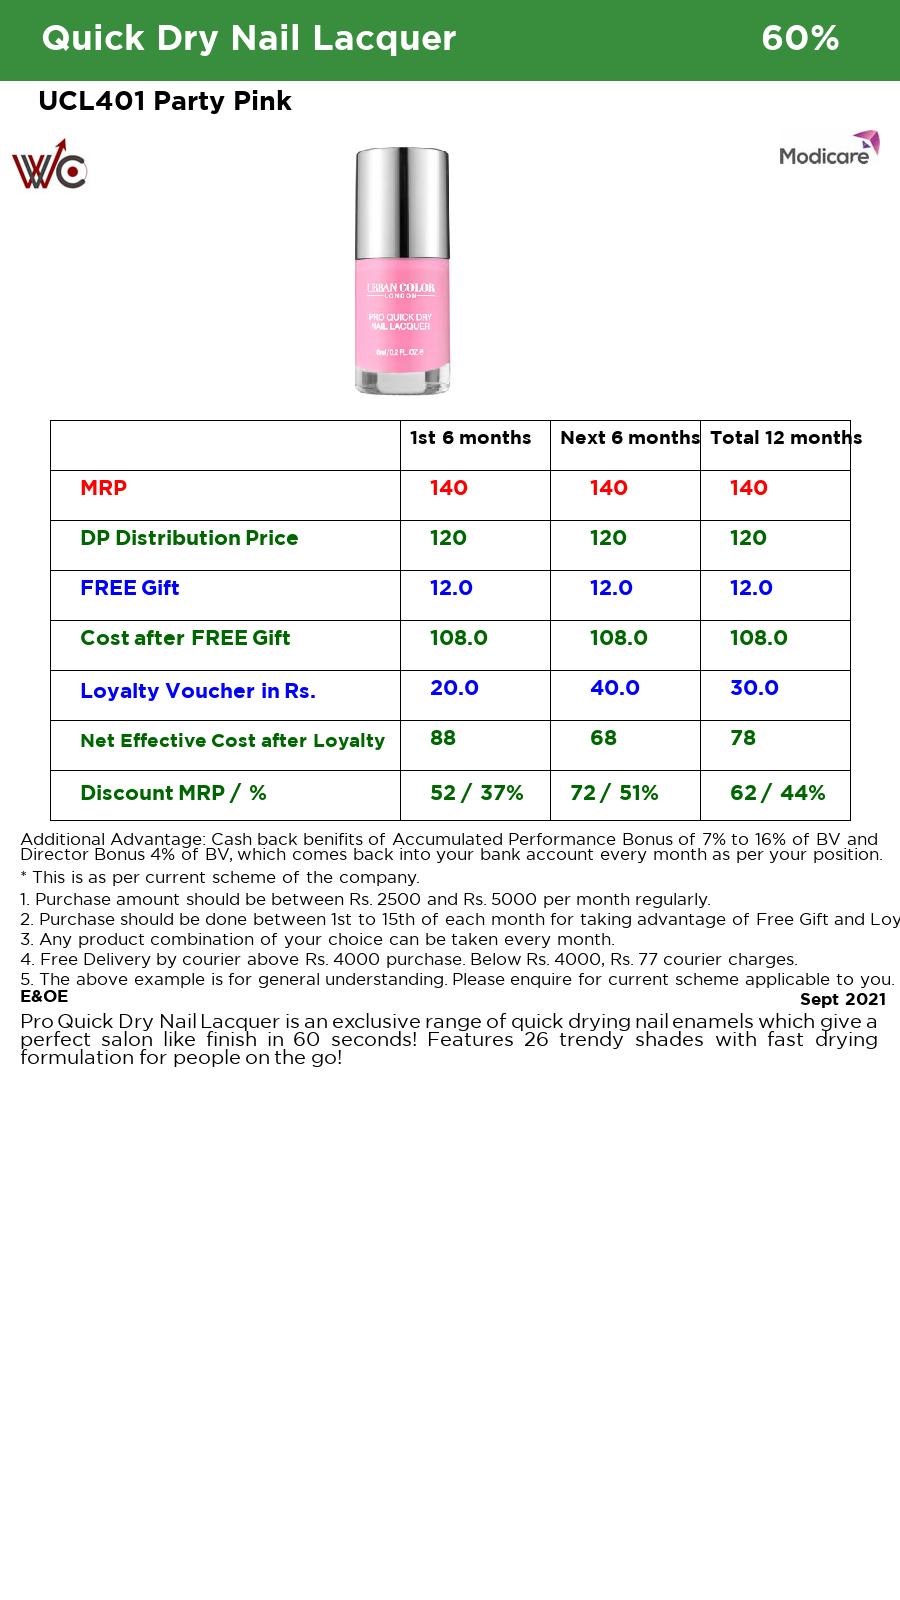 Quick Dry Nail Lacquer 60%
UCL401 Party Pink
WC
Modicare
URBAN COLOR
LONDON
PRO QUICK DRY
NAIL LACQUER
6ml/0.2 FL. OZ.℮
1st 6 months Next 6 months Total 12 months
MRP 140 140 140
DP Distribution Price 120 120 120
FREE Gift 12.0 12.0 12.0
Cost after FREE Gift 108.0 108.0 108.0
Loyalty Voucher in Rs. 20.0 40.0 30.0
Net Effective Cost after Loyalty 88 68 78
Discount MRP / % 52 / 37% 72 / 51% 62 / 44%
Additional Advantage: Cash back benifits of Accumulated Performance Bonus of 7% to 16% of BV and
Director Bonus 4% of BV, which comes back into your bank account every month as per your position.
* This is as per current scheme of the company.
1. Purchase amount should be between Rs. 2500 and Rs. 5000 per month regularly.
2. Purchase should be done between 1st to 15th of each month for taking advantage of Free Gift and Loy
3. Any product combination of your choice can be taken every month.
4. Free Delivery by courier above Rs. 4000 purchase. Below Rs. 4000, Rs. 77 courier charges.
5. The above example is for general understanding. Please enquire for current scheme applicable to you.
E&OE Sept 2021
Pro Quick Dry Nail Lacquer is an exclusive range of quick drying nail enamels which give a
perfect salon like finish in 60 seconds! Features 26 trendy shades with fast drying
formulation for people on the go!